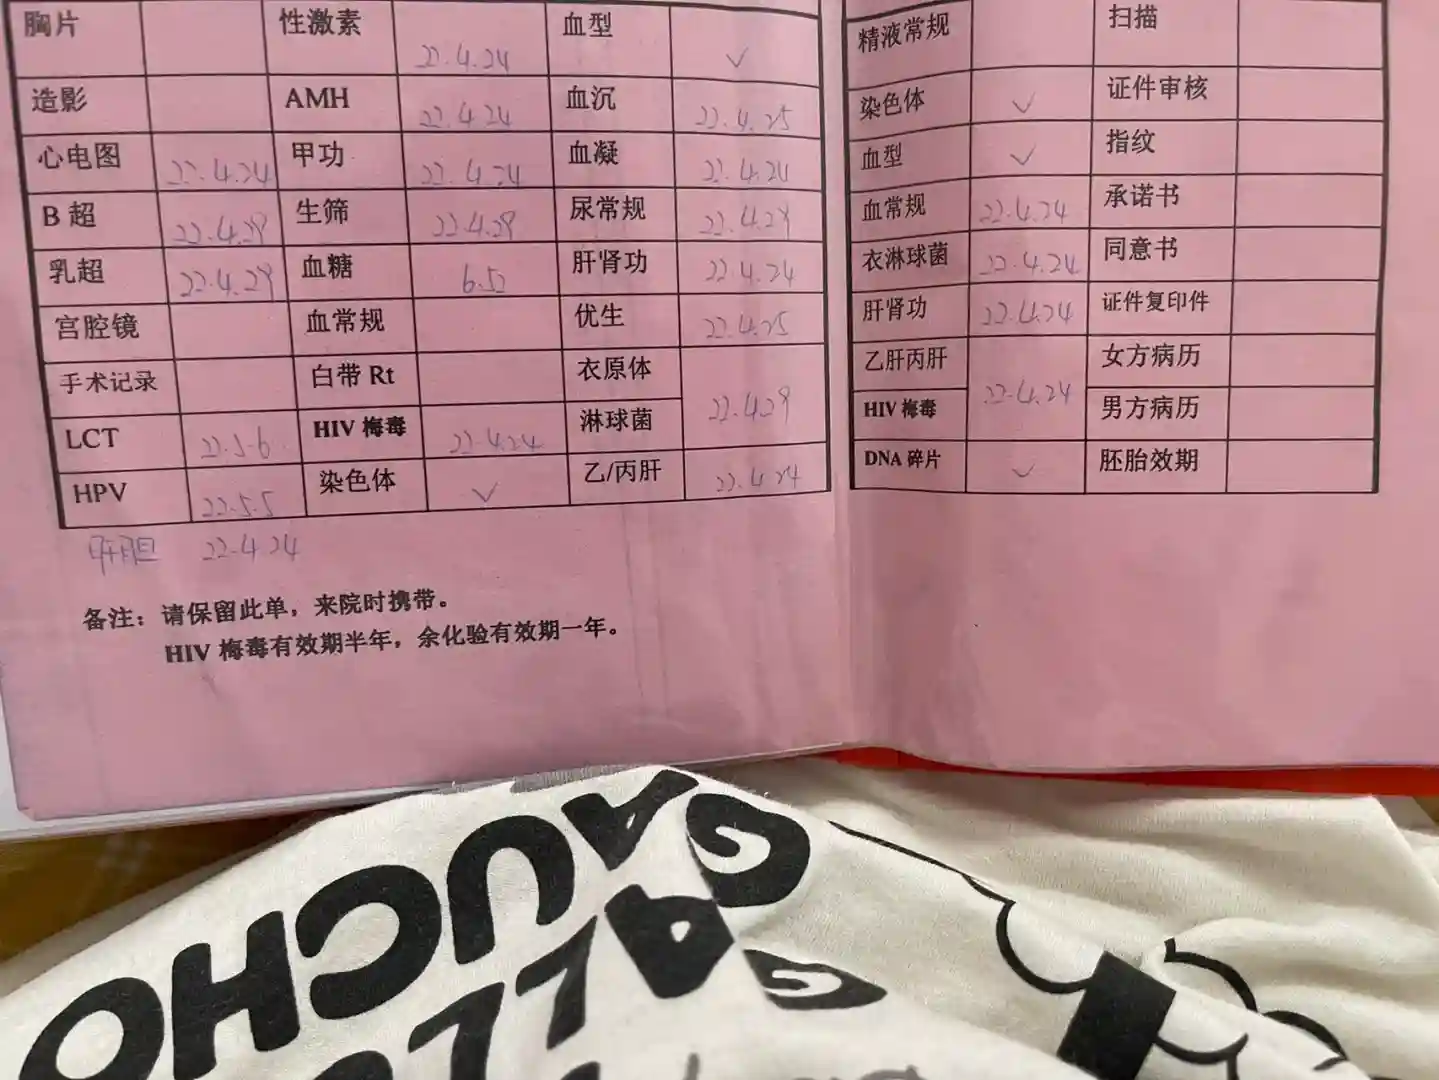 胸片 性激素 22.4.24 血型 ✓
造影 AMH 22.4.24 血沉 22.4.25
心电图 22.4.24 甲功 22.4.24 血凝 22.4.24
B 超 22.4.29 生筛 22.4.29 尿常规 22.4.29
乳超 22.4.29 血糖 6.52 肝肾功 22.4.24
宫腔镜 血常规 优生 22.4.25
手术记录 白带 Rt 衣原体
LCT 22.5.6 HIV 梅毒 22.4.24 淋球菌 22.4.29
HPV 22.5.5 染色体 ✓ 乙/丙肝 22.4.24
肝胆 22.4.24
备注：请保留此单，来院时携带。
HIV 梅毒有效期半年，余化验有效期一年。
精液常规 扫描
染色体 ✓ 证件审核
血型 ✓ 指纹
血常规 22.4.24 承诺书
衣淋球菌 22.4.24 同意书
肝肾功 22.4.24 证件复印件
乙肝丙肝 22.4.24 女方病历
HIV 梅毒 男方病历
DNA 碎片 ✓ 胚胎效期
GAUCHO